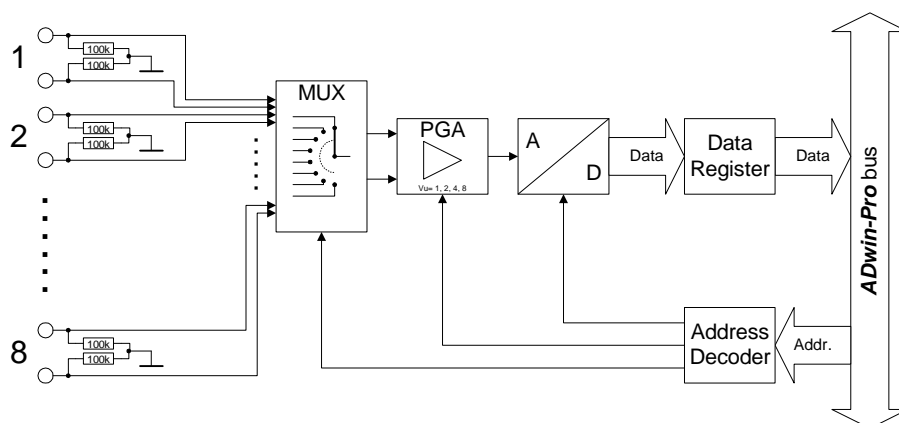 1
100k
100k
2
100k
100k
8
100k
100k
MUX
PGA
Vu= 1, 2, 4, 8
A
D
Data
Data
Register
Data
Address
Decoder
Addr.
ADwin-Pro bus